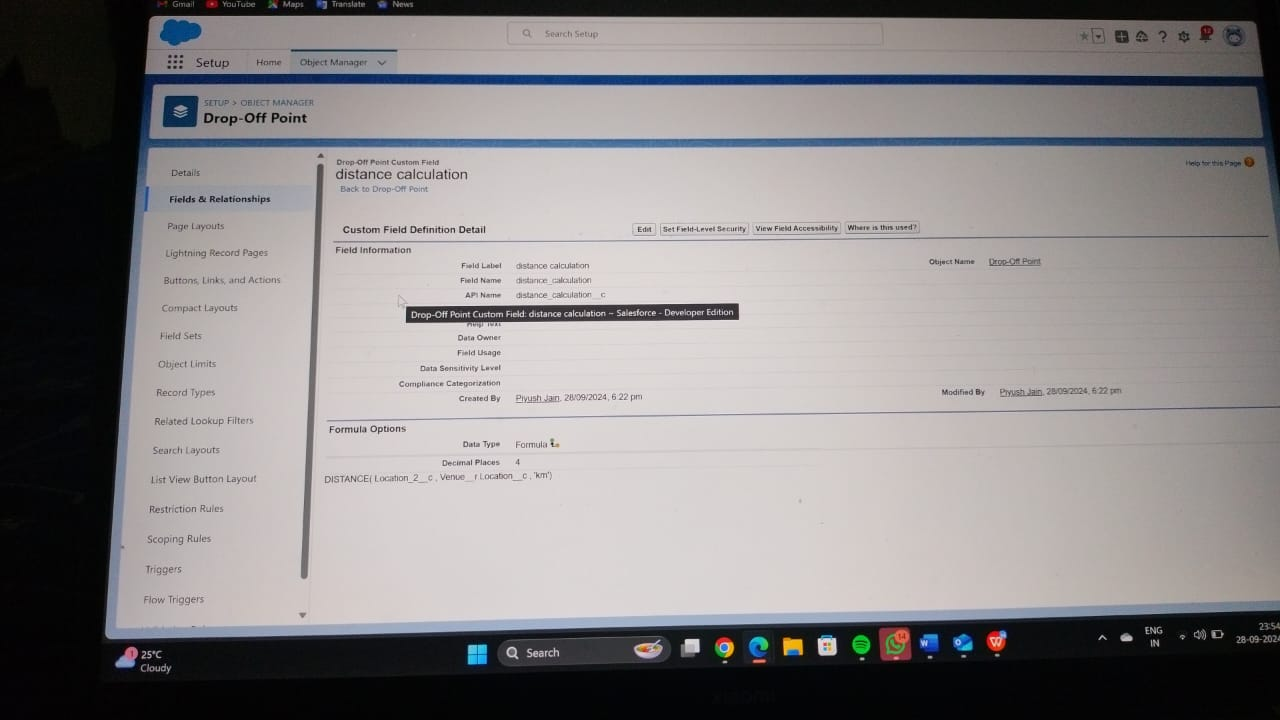 Gmail YouTube Maps Translate News
Search Setup
12
Setup Home Object Manager
SETUP > OBJECT MANAGER
Drop-Off Point
Details
Fields & Relationships
Page Layouts
Lightning Record Pages
Buttons, Links, and Actions
Compact Layouts
Field Sets
Object Limits
Record Types
Related Lookup Filters
Search Layouts
List View Button Layout
Restriction Rules
Scoping Rules
Triggers
Flow Triggers
Drop-Off Point Custom Field
distance calculation
Back to Drop-Off Point
Help for this Page
Custom Field Definition Detail Edit Set Field-Level Security View Field Accessibility Where is this used?
Field Information
Field Label distance calculation Object Name Drop-Off Point
Field Name distance_calculation
API Name distance_calculation__c
Drop-Off Point Custom Field: distance calculation ~ Salesforce - Developer Edition
Help Text
Data Owner
Field Usage
Data Sensitivity Level
Compliance Categorization
Created By Piyush Jain, 28/09/2024, 6:22 pm Modified By Piyush Jain, 28/09/2024, 6:22 pm
Formula Options
Data Type Formula
Decimal Places 4
DISTANCE( Location_2__c , Venue__r.Location__c , 'km')
1
25°C
Cloudy
Search
14
ENG
IN
23:54
28-09-2024